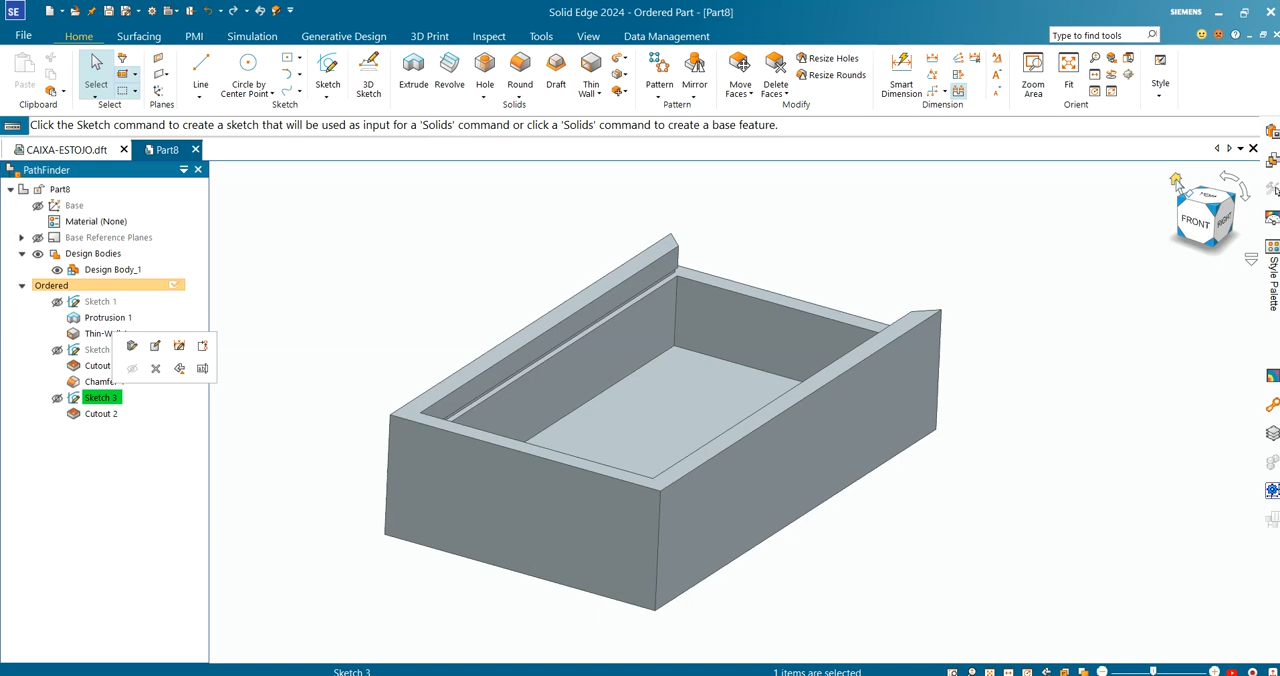 SE
Solid Edge 2024 - Ordered Part - [Part8]
SIEMENS
File Home Surfacing PMI Simulation Generative Design 3D Print Inspect Tools View Data Management
Type to find tools
Paste
Clipboard
Select
Select
Planes
Line
Circle by Center Point
Sketch
Sketch
3D Sketch
Extrude Revolve Hole Round Draft Thin Wall
Solids
Pattern Mirror
Pattern
Move Faces
Delete Faces
Resize Holes
Resize Rounds
Modify
Smart Dimension
Dimension
Zoom Area
Fit
Orient
Style
Style
Click the Sketch command to create a sketch that will be used as input for a 'Solids' command or click a 'Solids' command to create a base feature.
CAIXA-ESTOJO.dft
Part8
PathFinder
Part8
Base
Material (None)
Base Reference Planes
Design Bodies
Design Body_1
Ordered
Sketch 1
Protrusion 1
Thin-W
Sketch
Cutout
Chamfe
Sketch 3
Cutout 2
FRONT
RIGHT
Style Palette
Sketch 3
1 items are selected